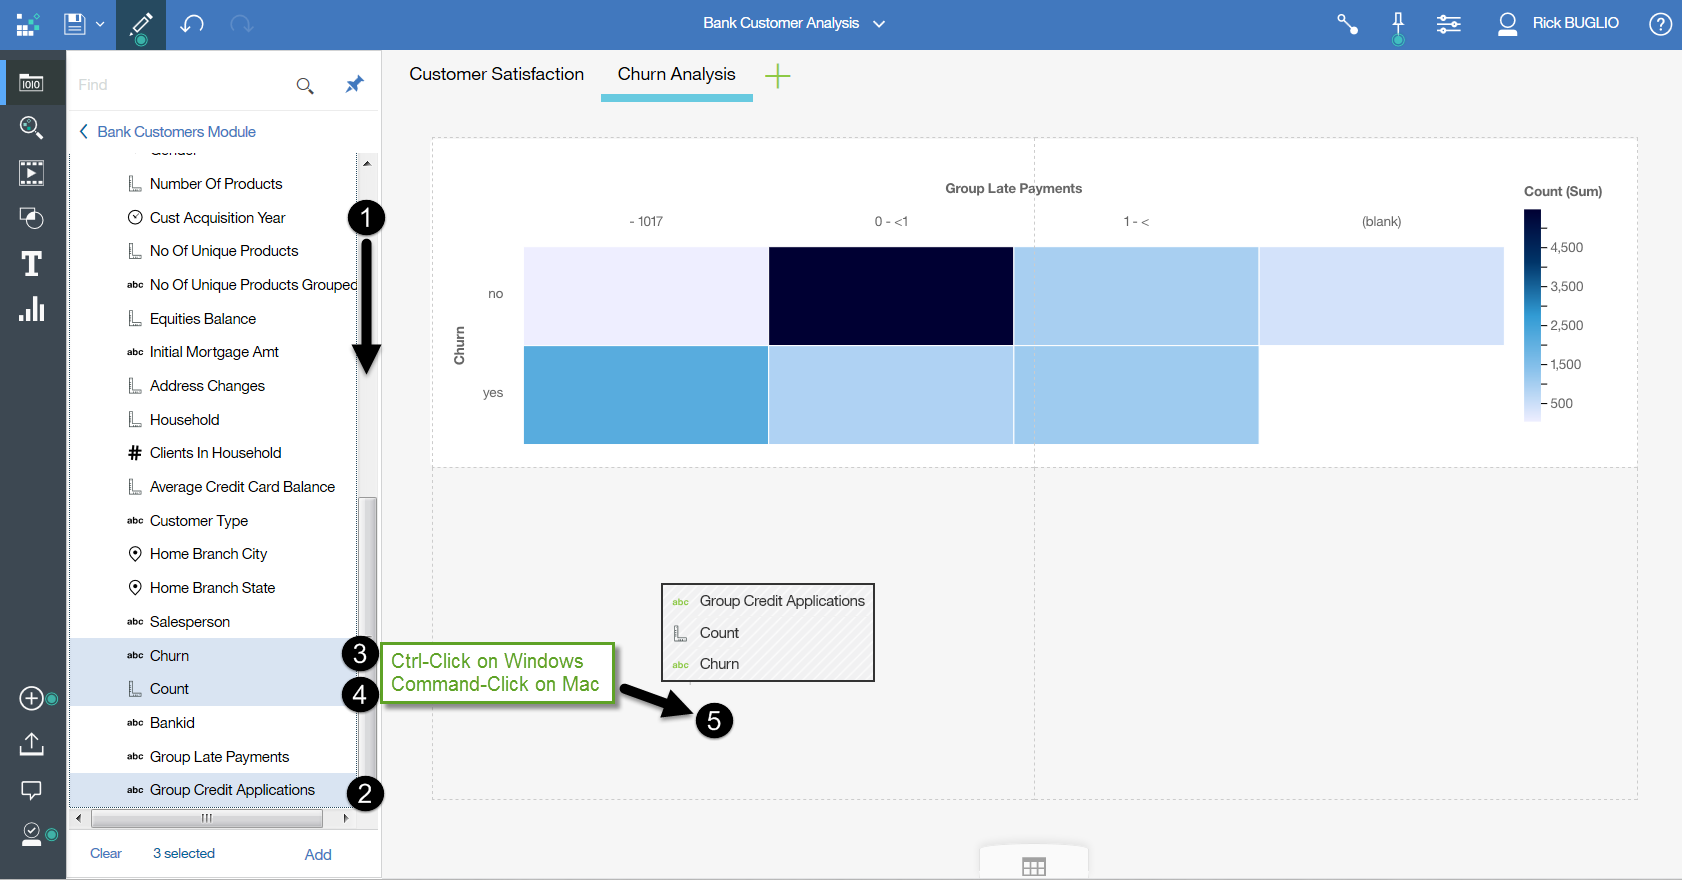 Bank Customer Analysis
Rick BUGLIO
?
Find
Bank Customers Module
Gender
Number Of Products
Cust Acquisition Year
No Of Unique Products
abc No Of Unique Products Grouped
Equities Balance
abc Initial Mortgage Amt
Address Changes
Household
# Clients In Household
Average Credit Card Balance
abc Customer Type
Home Branch City
Home Branch State
abc Salesperson
abc Churn
Count
abc Bankid
abc Group Late Payments
abc Group Credit Applications
Clear
3 selected
Add
1
2
3
4
5
Ctrl-Click on Windows
Command-Click on Mac
Customer Satisfaction
Churn Analysis
Group Late Payments
- 1017
0 - <1
1 - <
(blank)
Churn
no
yes
Count (Sum)
4,500
3,500
2,500
1,500
500
abc Group Credit Applications
Count
abc Churn
1010
T